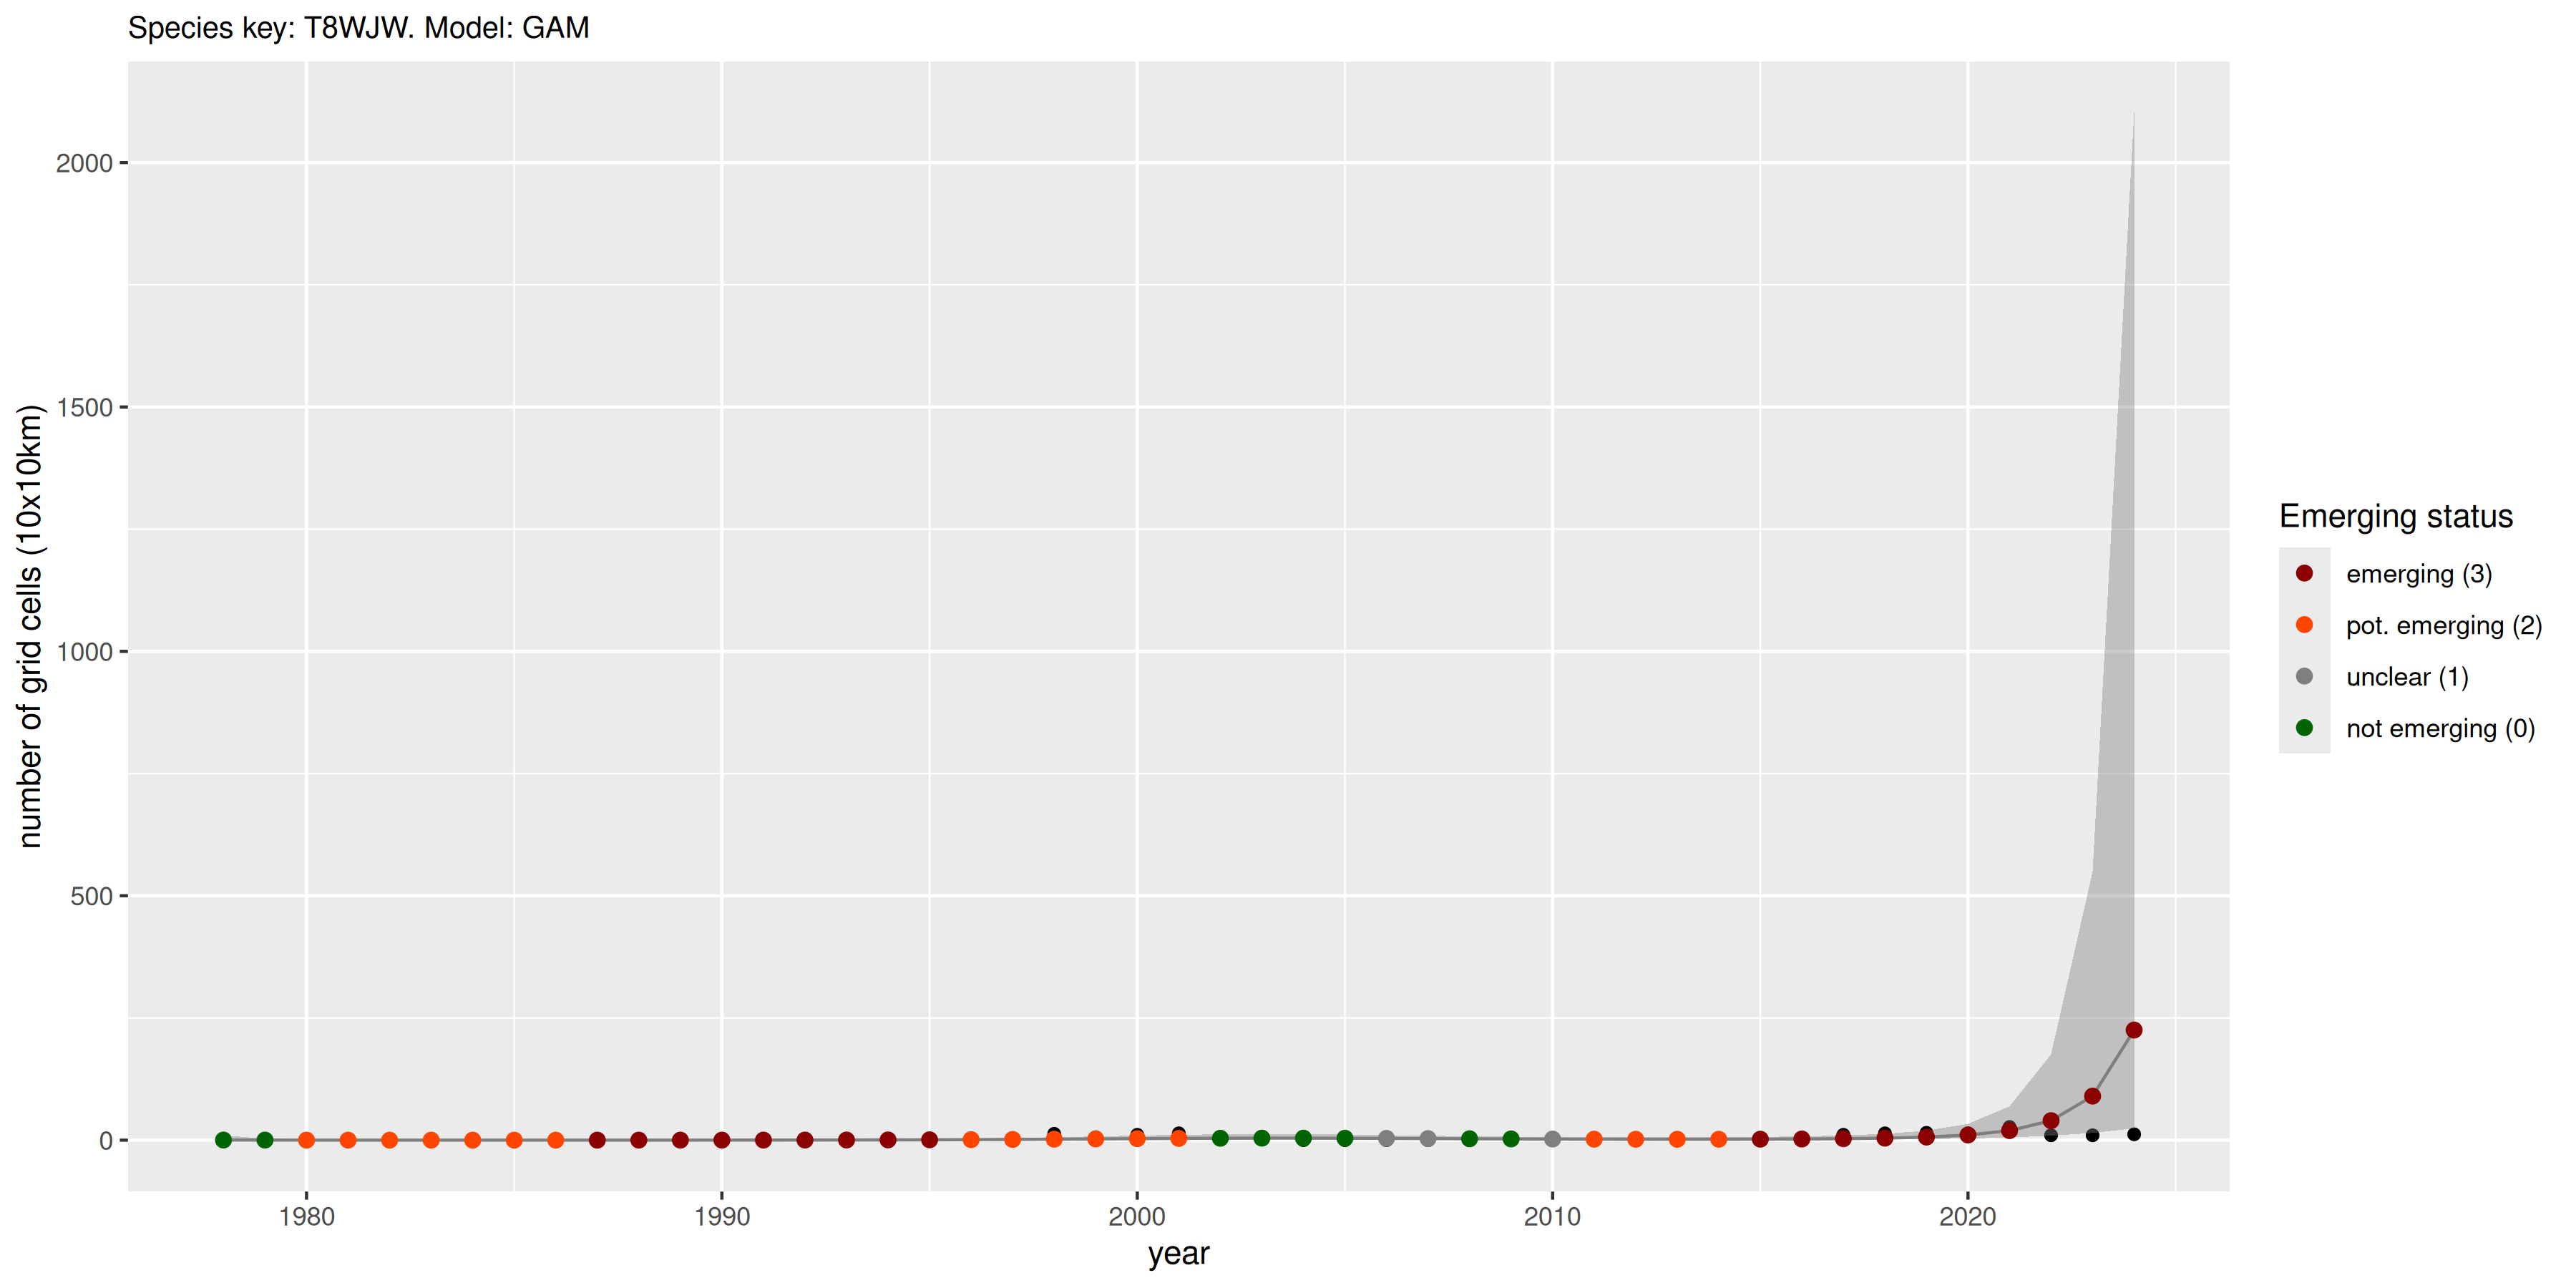 Species key: T8WJW. Model: GAM
number of grid cells (10x10km)
2000
1500
1000
500
0
1980
1990
2000
2010
2020
year
Emerging status
emerging (3)
pot. emerging (2)
unclear (1)
not emerging (0)